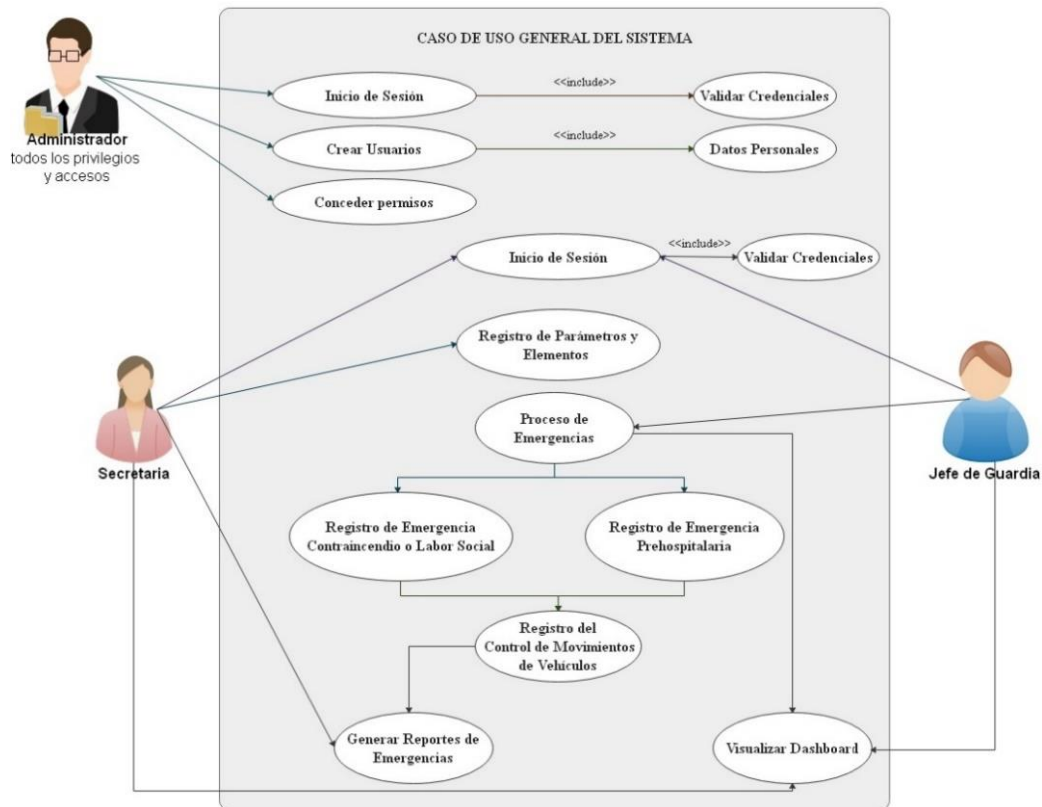 CASO DE USO GENERAL DEL SISTEMA
Inicio de Sesión
<<include>>
Validar Credenciales
Administrador
todos los privilegios
y accesos
Crear Usuarios
<<include>>
Datos Personales
Conceder permisos
Inicio de Sesión
<<include>>
Validar Credenciales
Registro de Parámetros y
Elementos
Secretaria
Proceso de
Emergencias
Jefe de Guardia
Registro de Emergencia
Contraincendio o Labor Social
Registro de Emergencia
Prehospitalaria
Registro del
Control de Movimientos
de Vehículos
Generar Reportes de
Emergencias
Visualizar Dashboard